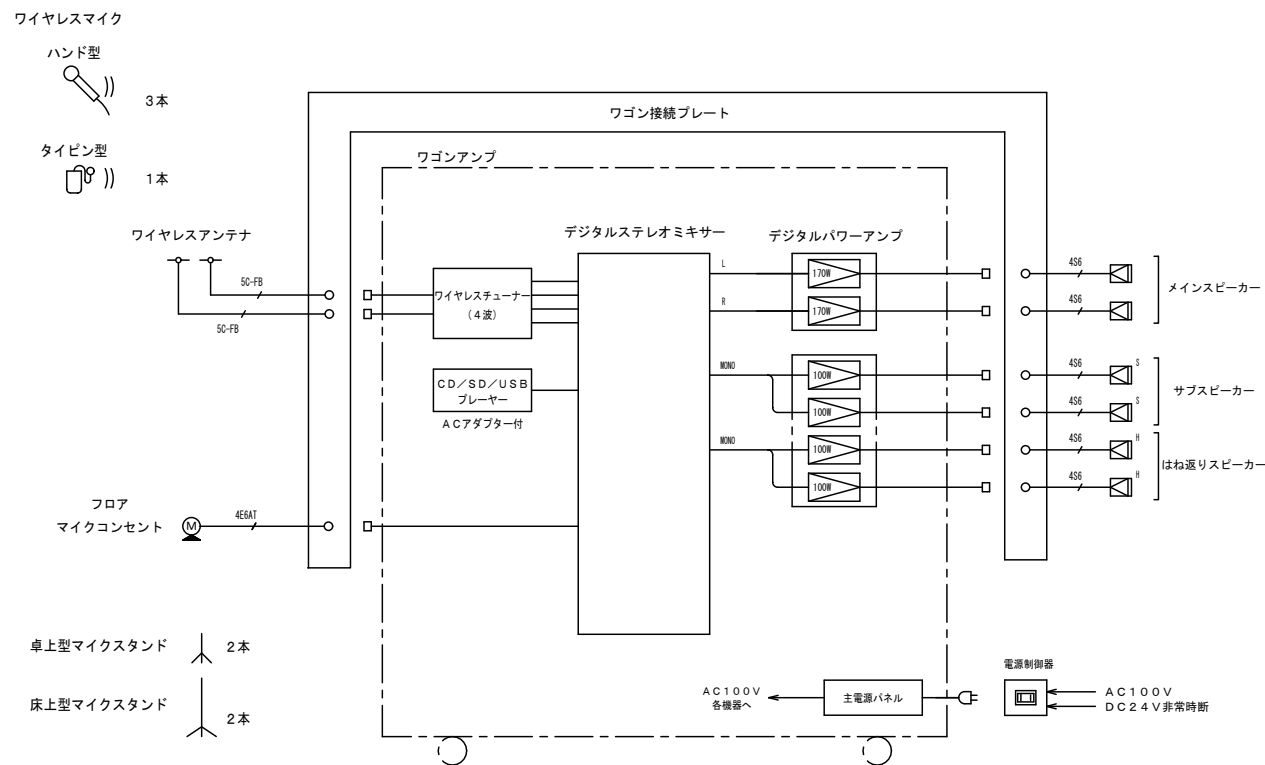 ワイヤレスマイク
ハンド型
3本
タイピン型
1本
ワゴン接続プレート
ワゴンアンプ
ワイヤレスアンテナ
5C-FB
5C-FB
ワイヤレスチューナー
(4波)
CD/SD/USB
プレーヤー
ACアダプター付
デジタルステレオミキサー
デジタルパワーアンプ
L
170W
R
170W
MONO
100W
100W
MONO
100W
100W
4S6
4S6
メインスピーカー
4S6
S
4S6
S
サブスピーカー
4S6
H
4S6
H
はね返りスピーカー
フロア
マイクコンセント
M
4E6AT
卓上型マイクスタンド
2本
床上型マイクスタンド
2本
AC100V
各機器へ
主電源パネル
電源制御器
AC100V
DC24V非常時断